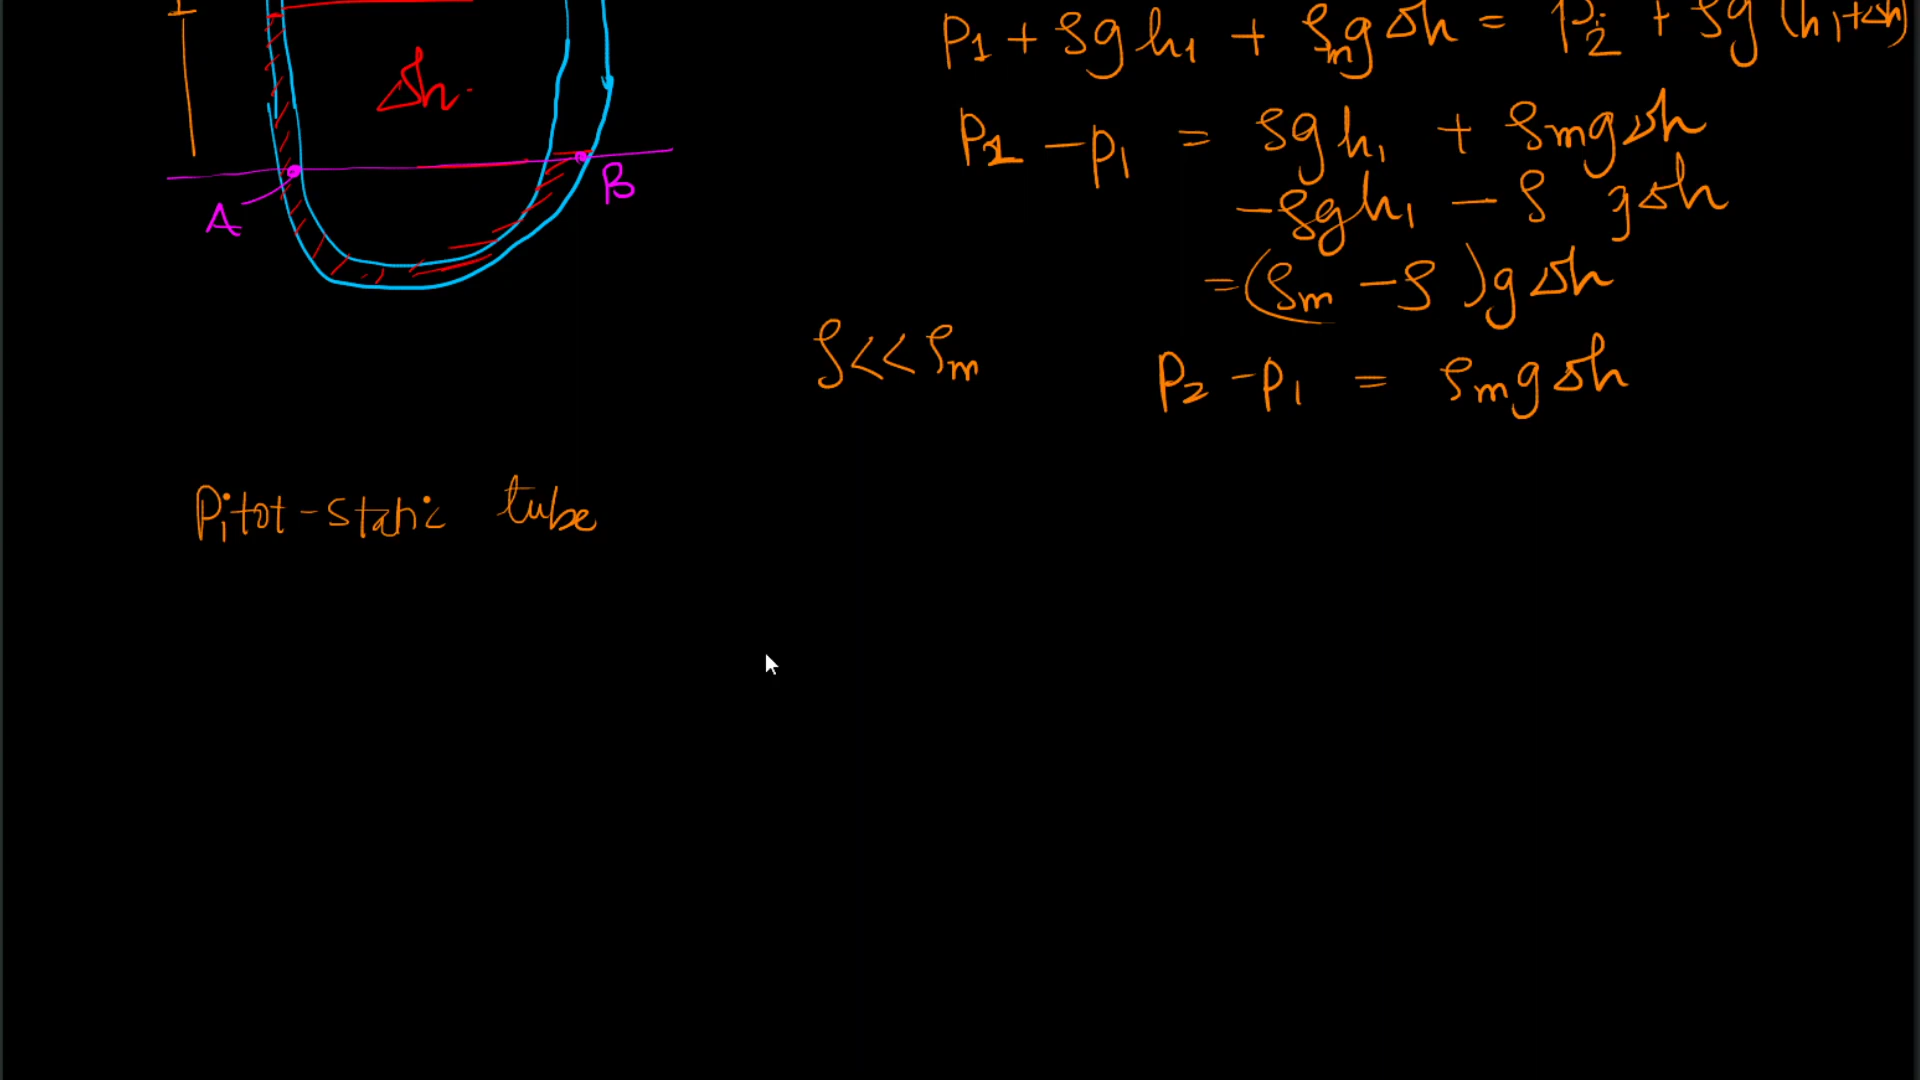 P1 + ρgh1 + ρmgΔh = P2 + ρg(h1+Δh)
Δh.
P2 - P1 = ρgh1 + ρmgΔh
-ρgh1 - ρ gΔh
A
B
=(ρm - ρ)gΔh
ρ<<ρm
P2 - P1 = ρmgΔh
Pitot-static tube